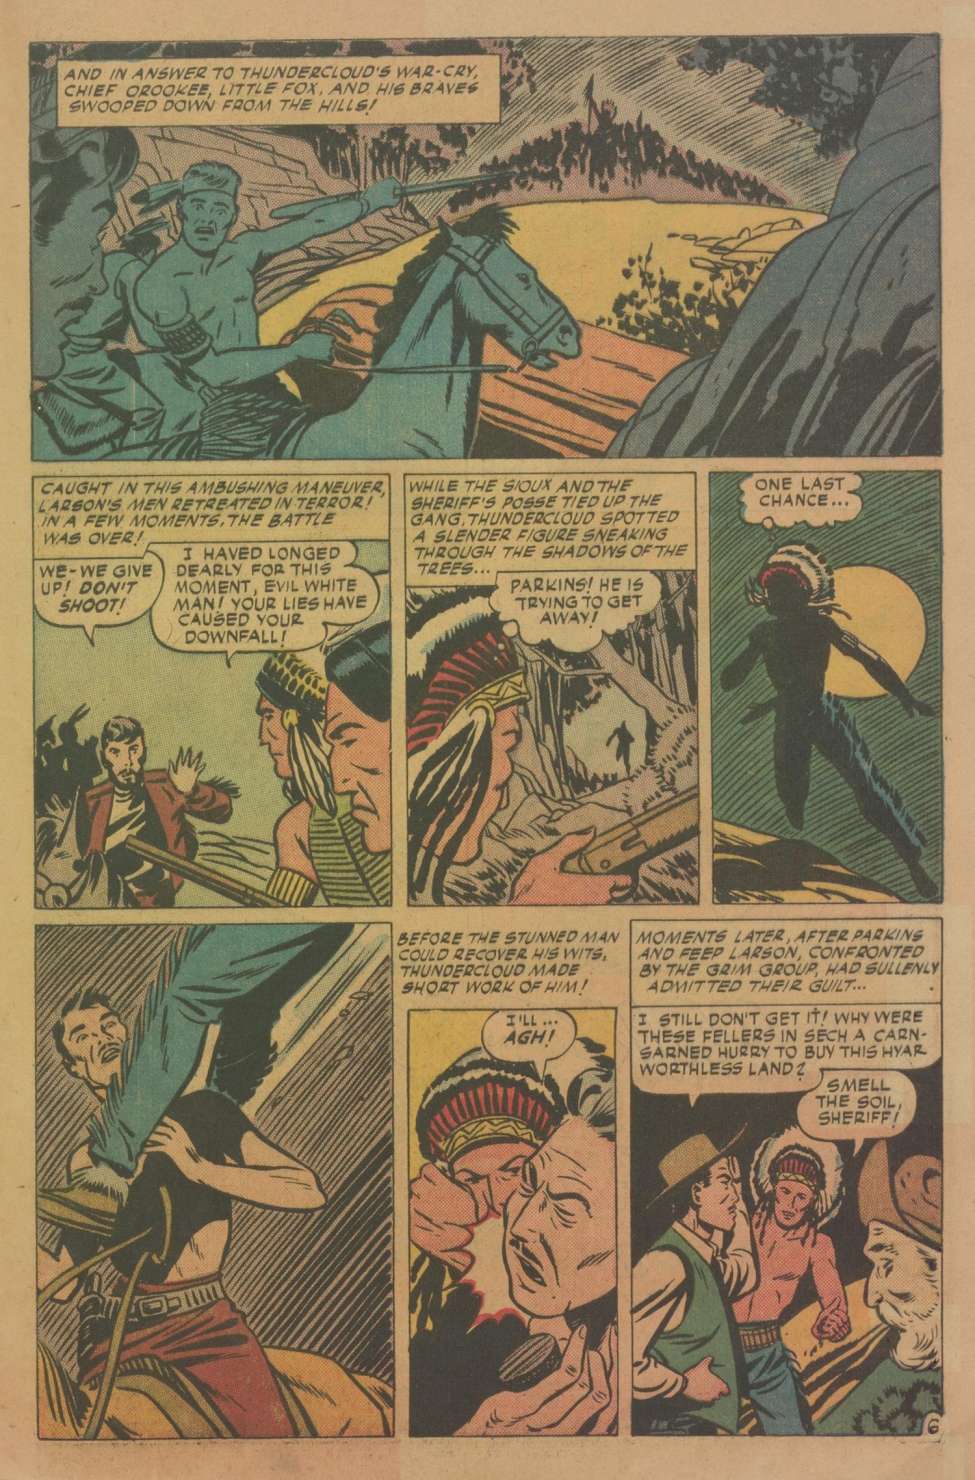 AND IN ANSWER TO THUNDERCLOUD'S WAR-CRY,
CHIEF OROOKEE, LITTLE FOX, AND HIS BRAVES
SWOOPED DOWN FROM THE HILLS!
CAUGHT IN THIS AMBUSHING MANEUVER,
LARSON'S MEN RETREATED IN TERROR!
IN A FEW MOMENTS, THE BATTLE
WAS OVER!
WE-WE GIVE
UP! DON'T
SHOOT!
I HAVED LONGED
DEARLY FOR THIS
MOMENT, EVIL WHITE
MAN! YOUR LIES HAVE
CAUSED YOUR
DOWNFALL!
WHILE THE SIOUX AND THE
SHERIFF'S POSSE TIED UP THE
GANG, THUNDERCLOUD SPOTTED
A SLENDER FIGURE SNEAKING
THROUGH THE SHADOWS OF THE
TREES...
PARKINS! HE IS
TRYING TO GET
AWAY!
ONE LAST
CHANCE...
BEFORE THE STUNNED MAN
COULD RECOVER HIS WITS,
THUNDERCLOUD MADE
SHORT WORK OF HIM!
I'LL...
AGH!
MOMENTS LATER, AFTER PARKINS
AND FEEP LARSON, CONFRONTED
BY THE GRIM GROUP, HAD SULLENLY
ADMITTED THEIR GUILT...
I STILL DON'T GET IT! WHY WERE
THESE FELLERS IN SECH A CARN-
SARNED HURRY TO BUY THIS HYAR
WORTHLESS LAND?
SMELL
THE SOIL,
SHERIFF!
6